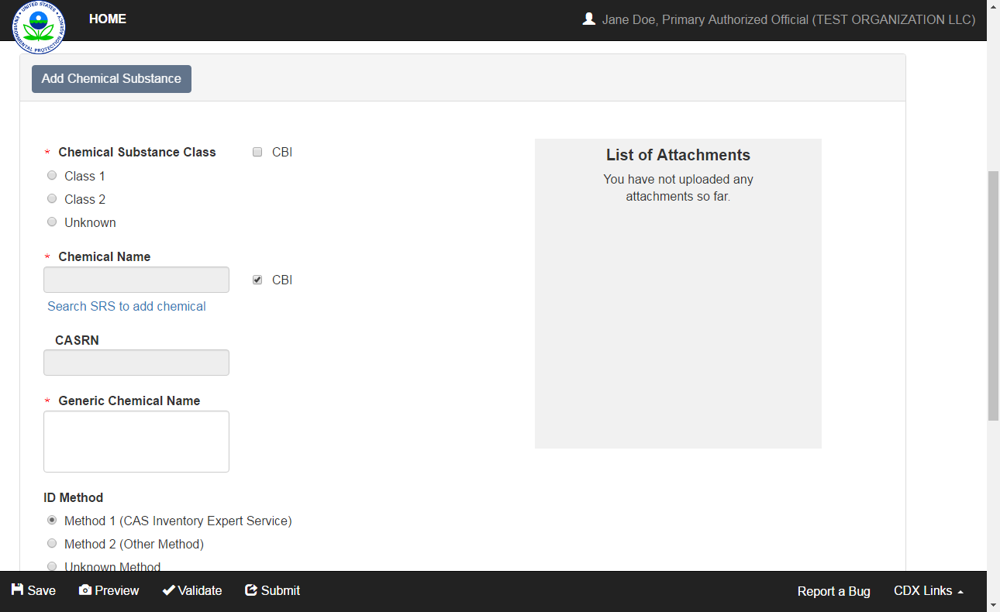 UNITED STATES
ENVIRONMENTAL PROTECTION AGENCY
HOME
Jane Doe, Primary Authorized Official (TEST ORGANIZATION LLC)
Add Chemical Substance
* Chemical Substance Class
CBI
Class 1
Class 2
Unknown
* Chemical Name
CBI
Search SRS to add chemical
CASRN
* Generic Chemical Name
ID Method
Method 1 (CAS Inventory Expert Service)
Method 2 (Other Method)
Unknown Method
List of Attachments
You have not uploaded any
attachments so far.
Save
Preview
Validate
Submit
Report a Bug
CDX Links